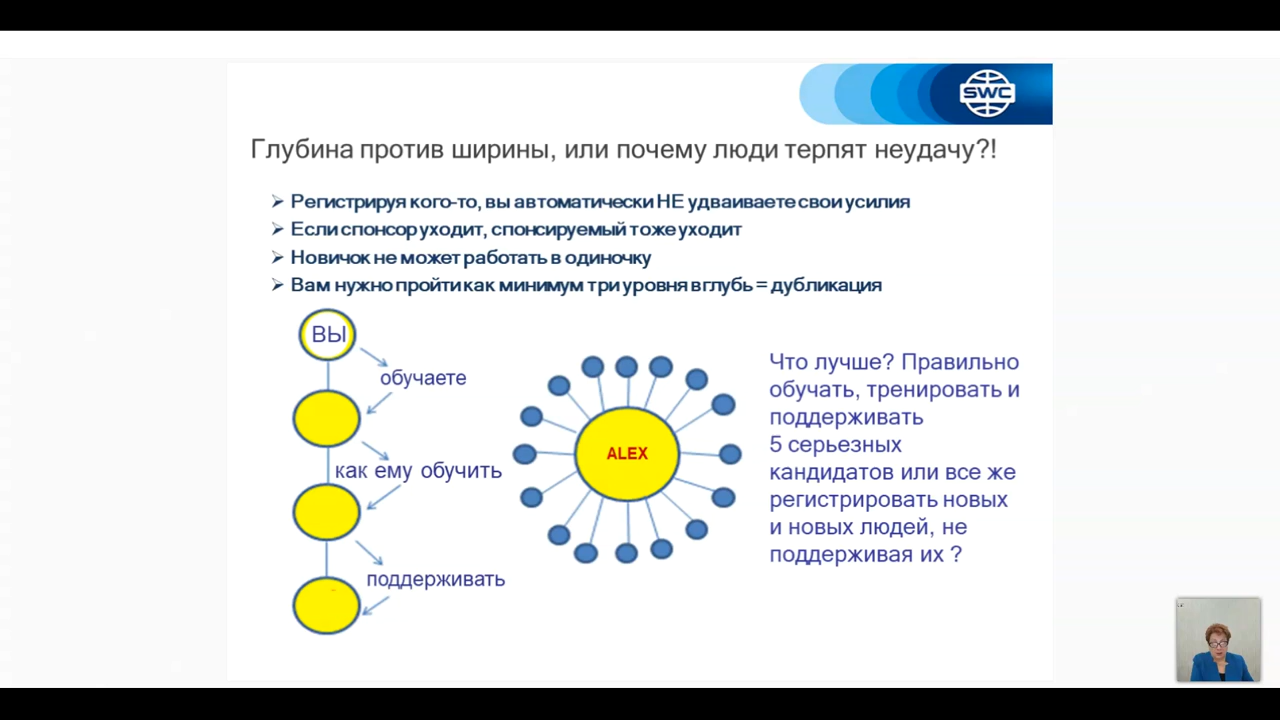 SWC
Глубина против ширины, или почему люди терпят неудачу?!
Регистрируя кого-то, вы автоматически НЕ удваиваете свои усилия
Если спонсор уходит, спонсируемый тоже уходит
Новичок не может работать в одиночку
Вам нужно пройти как минимум три уровня вглубь = дубликация
ВЫ
обучаете
как ему обучить
поддерживать
ALEX
Что лучше? Правильно
обучать, тренировать и
поддерживать
5 серьезных
кандидатов или все же
регистрировать новых
и новых людей, не
поддерживая их ?